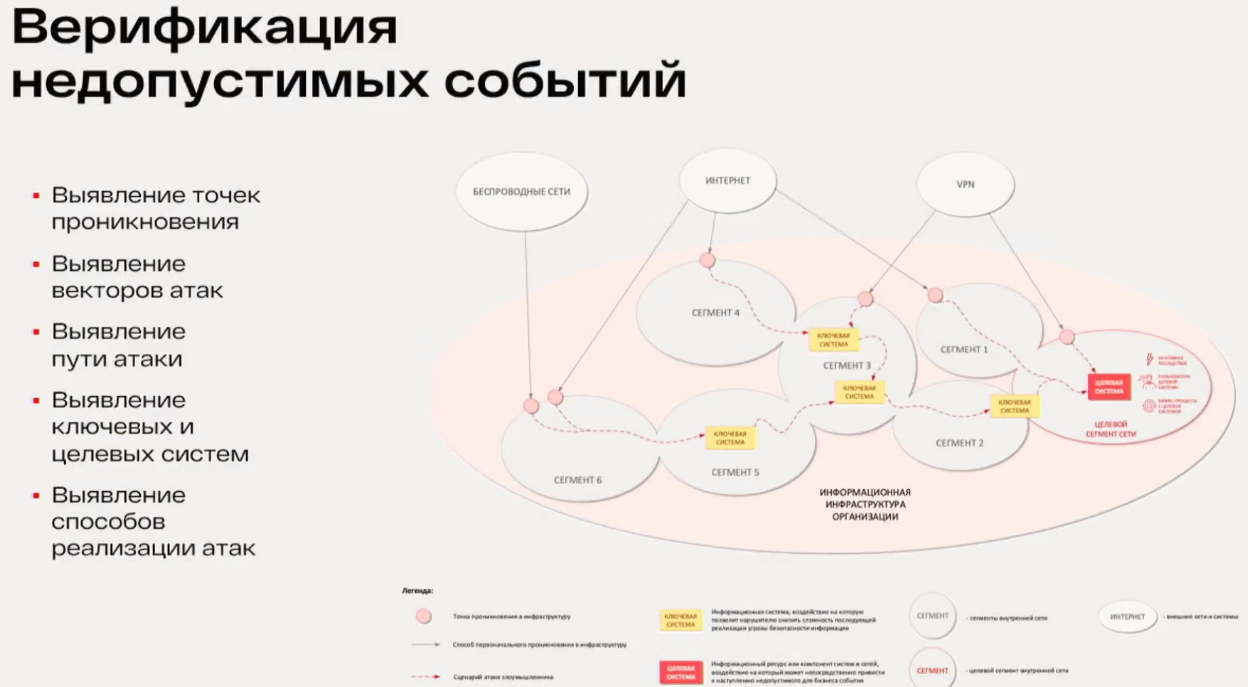 Верификация
недопустимых событий
Выявление точек
проникновения
Выявление
векторов атак
Выявление
пути атаки
Выявление
ключевых и
целевых систем
Выявление
способов
реализации атак
БЕСПРОВОДНЫЕ СЕТИ
ИНТЕРНЕТ
VPN
СЕГМЕНТ 4
КЛЮЧЕВАЯ
СИСТЕМА
СЕГМЕНТ 3
КЛЮЧЕВАЯ
СИСТЕМА
СЕГМЕНТ 1
КЛЮЧЕВАЯ
СИСТЕМА
СЕГМЕНТ 2
ЦЕЛЕВАЯ
СИСТЕМА
ЦЕЛЕВОЙ
СЕГМЕНТ СЕТИ
КЛЮЧЕВАЯ
СИСТЕМА
СЕГМЕНТ 5
СЕГМЕНТ 6
ИНФОРМАЦИОННАЯ
ИНФРАСТРУКТУРА
ОРГАНИЗАЦИИ
Легенда:
Точка проникновения в инфраструктуру
Способ первоначального проникновения в инфраструктуру
Сценарий атаки злоумышленника
КЛЮЧЕВАЯ
СИСТЕМА
Информационная система, воздействие на которую
позволит нарушителю снизить сложность последующей
реализации угрозы безопасности информации
ЦЕЛЕВАЯ
СИСТЕМА
Информационный ресурс или компонент систем и сетей,
воздействие на который может непосредственно привести
к наступлению недопустимого для бизнеса события
СЕГМЕНТ
- сегменты внутренней сети
СЕГМЕНТ
- целевой сегмент внутренней сети
ИНТЕРНЕТ
- внешние сети и системы